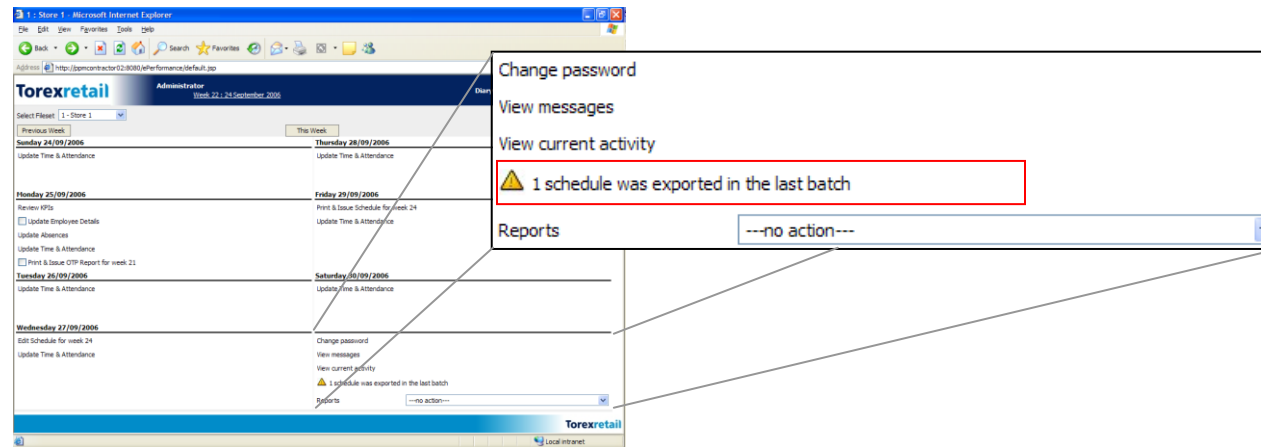 1 : Store 1 - Microsoft Internet Explorer
File Edit View Favorites Tools Help
Back Search Favorites
Address http://ppmcontractor02:8080/ePerformance/default.jsp
Torexretail
Administrator
Week 22 : 24 September 2006
Diary
Select Fileset 1 - Store 1
Previous Week This Week
Sunday 24/09/2006
Update Time & Attendance
Thursday 28/09/2006
Update Time & Attendance
Monday 25/09/2006
Review KPIs
Update Employee Details
Update Absences
Update Time & Attendance
Print & Issue OTP Report for week 21
Friday 29/09/2006
Print & Issue Schedule for week 24
Update Time & Attendance
Tuesday 26/09/2006
Update Time & Attendance
Saturday 30/09/2006
Update Time & Attendance
Wednesday 27/09/2006
Edit Schedule for week 24
Update Time & Attendance
Change password
View messages
View current activity
1 schedule was exported in the last batch
Reports ---no action---
Torexretail
Local intranet
Change password
View messages
View current activity
1 schedule was exported in the last batch
Reports ---no action---